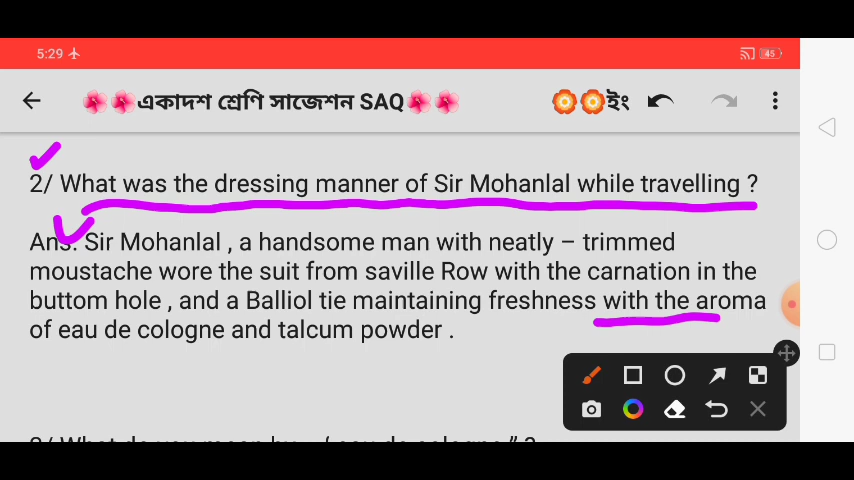 5:29
45
একাদশ শ্রেণি সাজেশন SAQ
ইং
2/ What was the dressing manner of Sir Mohanlal while travelling ?
Ans. Sir Mohanlal , a handsome man with neatly – trimmed
moustache wore the suit from saville Row with the carnation in the
buttom hole , and a Balliol tie maintaining freshness with the aroma
of eau de cologne and talcum powder .